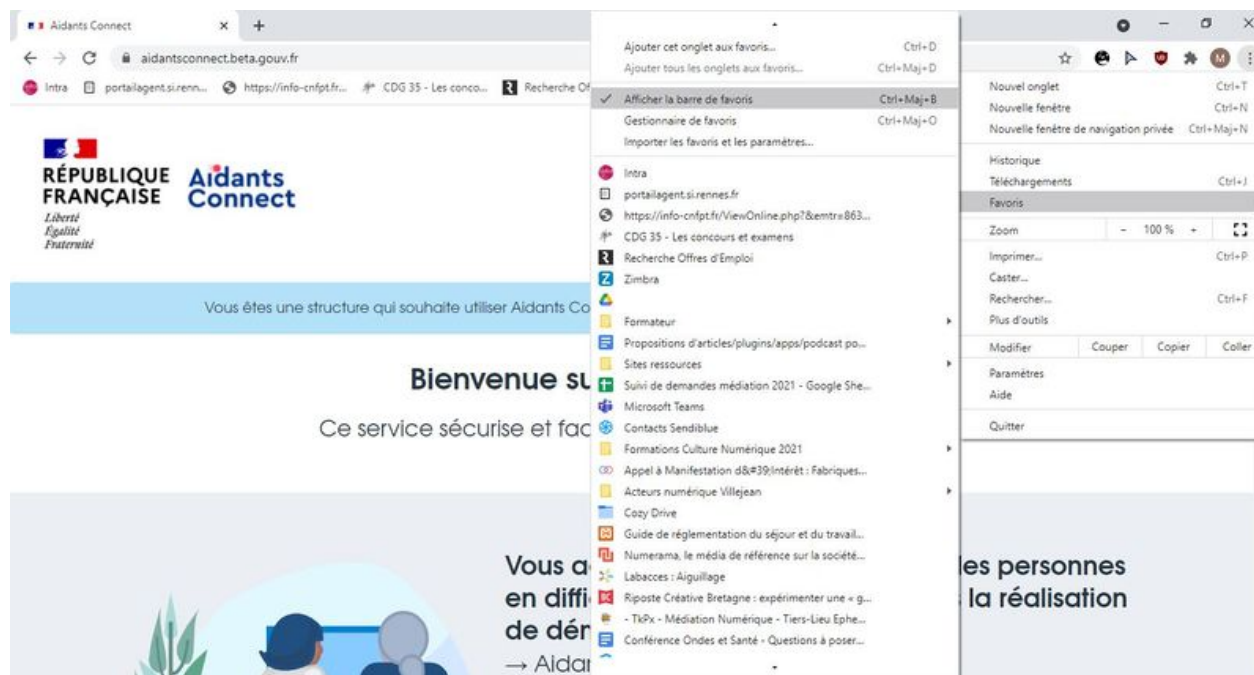 Aidants Connect
aidantsconnect.beta.gouv.fr
Intra
portailagent.si.renn...
https://info-cnfpt.fr...
CDG 35 - Les conco...
Recherche Of
RÉPUBLIQUE
FRANÇAISE
Liberté
Égalité
Fraternité
Aidants
Connect
Vous êtes une structure qui souhaite utiliser Aidants Co
Bienvenue su
Ce service sécurise et fac
Vous a
en diffi
de dér
→ Aidar
es personnes
la réalisation
Ajouter cet onglet aux favoris... Ctrl+D
Ajouter tous les onglets aux favoris... Ctrl+Maj+D
Afficher la barre de favoris Ctrl+Maj+B
Gestionnaire de favoris Ctrl+Maj+O
Importer les favoris et les paramètres...
Intra
portailagent.si.rennes.fr
https://info-cnfpt.fr/ViewOnline.php?&emtr=863...
CDG 35 - Les concours et examens
Recherche Offres d'Emploi
Zimbra
Formateur
Propositions d'articles/plugins/apps/podcast po...
Sites ressources
Suivi de demandes médiation 2021 - Google She...
Microsoft Teams
Contacts Sendiblue
Formations Culture Numérique 2021
Appel à Manifestation d&#39;Intérêt : Fabriques...
Acteurs numérique Villejean
Cozy Drive
Guide de réglementation du séjour et du travail...
Numerama, le média de référence sur la société...
Labacces : Aiguillage
Riposte Créative Bretagne : expérimenter une « g...
- TkPx - Médiation Numérique - Tiers-Lieu Ephe...
Conférence Ondes et Santé - Questions à poser...
M
Nouvel onglet Ctrl+T
Nouvelle fenêtre Ctrl+N
Nouvelle fenêtre de navigation privée Ctrl+Maj+N
Historique
Téléchargements Ctrl+J
Favoris
Zoom - 100 % +
Imprimer... Ctrl+P
Caster...
Rechercher... Ctrl+F
Plus d'outils
Modifier Couper Copier Coller
Paramètres
Aide
Quitter